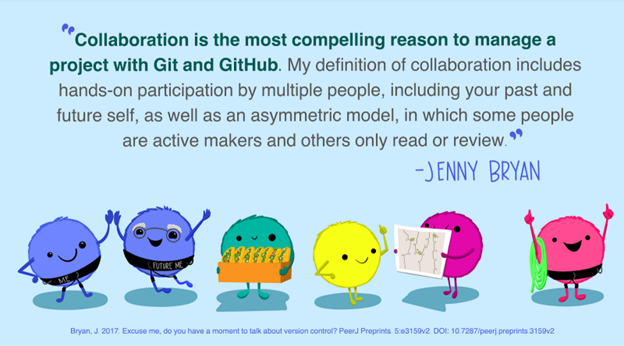 "Collaboration is the most compelling reason to manage a
project with Git and GitHub. My definition of collaboration includes
hands-on participation by multiple people, including your past and
future self, as well as an asymmetric model, in which some people
are active makers and others only read or review."
-JENNY BRYAN
ME
FUTURE ME
Bryan, J. 2017. Excuse me, do you have a moment to talk about version control? PeerJ Preprints 5:e3159v2 DOI: 10.7287/peerj.preprints.3159v2